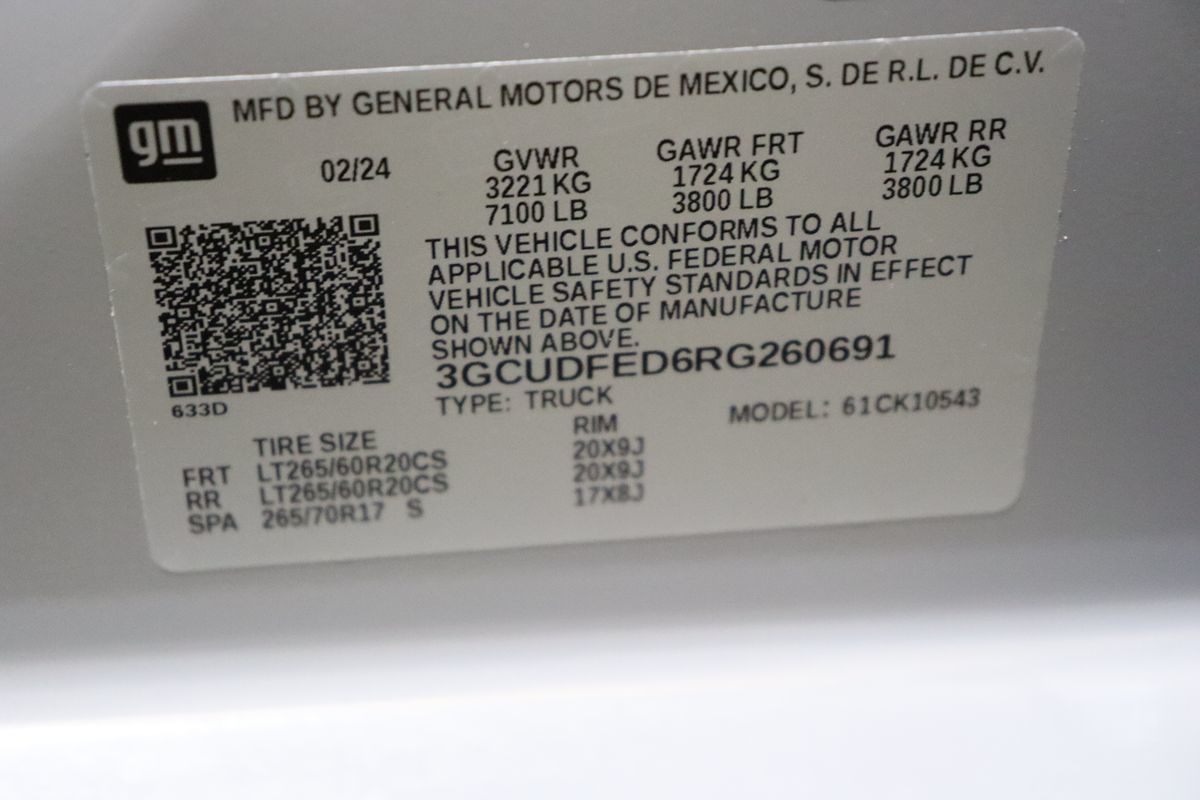 gm
MFD BY GENERAL MOTORS DE MEXICO, S. DE R.L. DE C.V.
02/24 GVWR GAWR FRT GAWR RR
3221 KG 1724 KG 1724 KG
7100 LB 3800 LB 3800 LB
THIS VEHICLE CONFORMS TO ALL
APPLICABLE U.S. FEDERAL MOTOR
VEHICLE SAFETY STANDARDS IN EFFECT
ON THE DATE OF MANUFACTURE
SHOWN ABOVE.
3GCUDFED6RG260691
633D
TYPE: TRUCK MODEL: 61CK10543
TIRE SIZE RIM
FRT LT265/60R20CS 20X9J
RR LT265/60R20CS 20X9J
SPA 265/70R17 S 17X8J